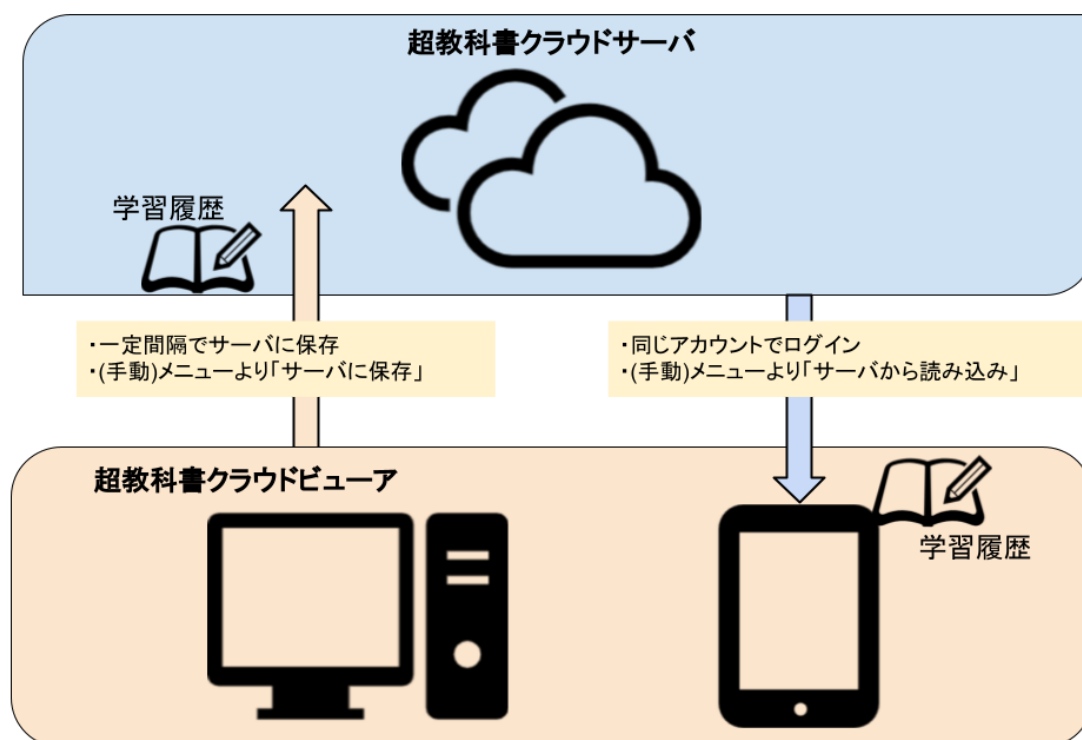 超教科書クラウドサーバ
学習履歴
・一定間隔でサーバに保存
・(手動)メニューより「サーバに保存」
・同じアカウントでログイン
・(手動)メニューより「サーバから読み込み」
超教科書クラウドビューア
学習履歴